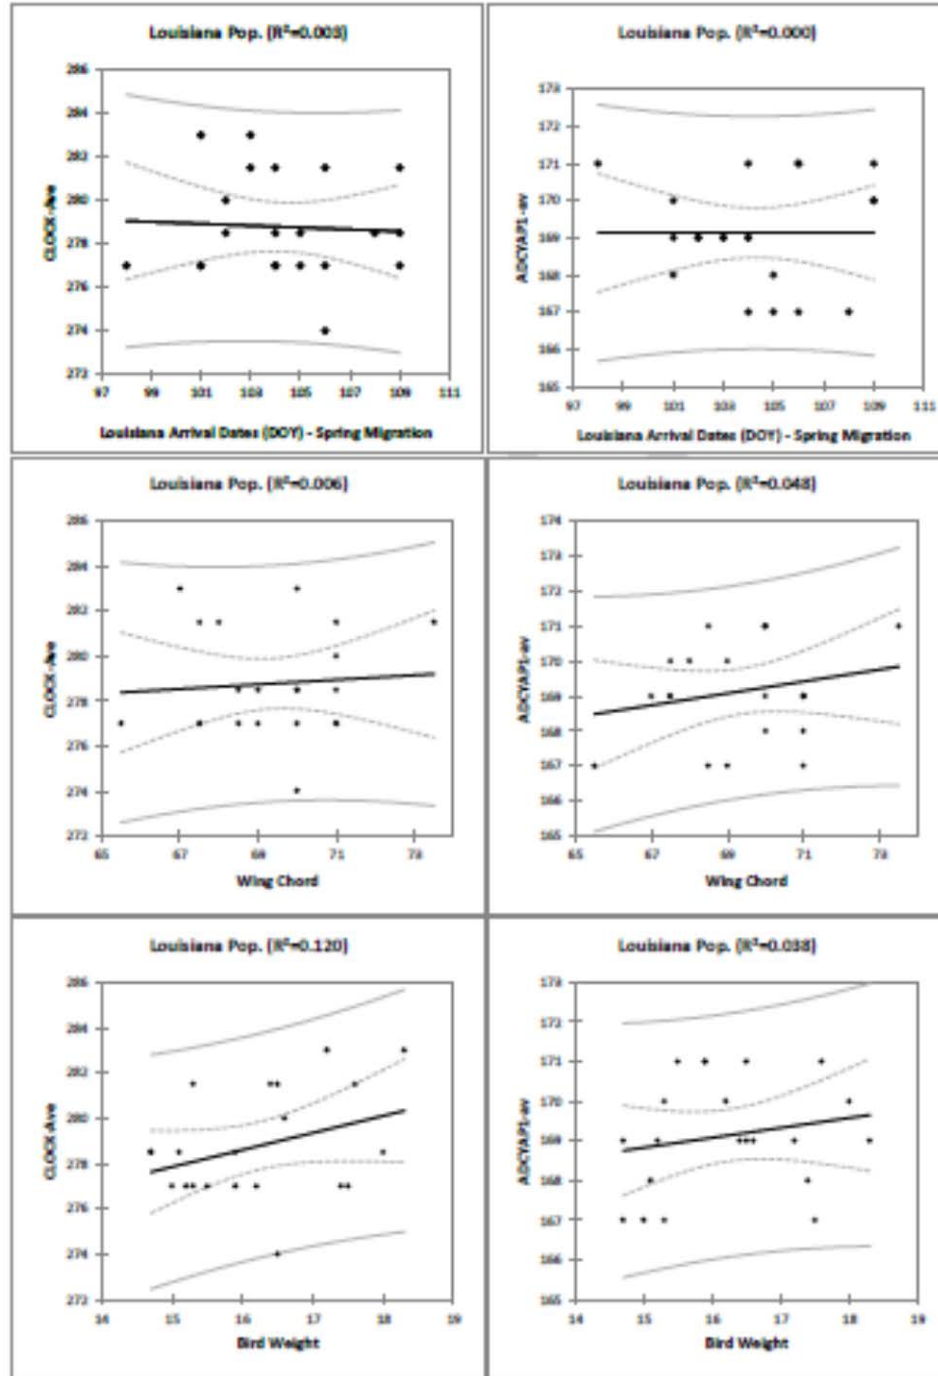 Louisiana Pop. (R²=0.003)
286
284
282
280
278
276
274
272
CLOCK-Ave
97 99 101 103 105 107 109 111
Louisiana Arrival Dates (DOY) - Spring Migration
Louisiana Pop. (R²=0.000)
173
172
171
170
169
168
167
166
165
ADCYAP1-av
97 99 101 103 105 107 109 111
Louisiana Arrival Dates (DOY) - Spring Migration
Louisiana Pop. (R²=0.006)
286
284
282
280
278
276
274
272
CLOCK-Ave
65 67 69 71 73
Wing Chord
Louisiana Pop. (R²=0.048)
174
173
172
171
170
169
168
167
166
165
ADCYAP1-av
65 67 69 71 73
Wing Chord
Louisiana Pop. (R²=0.120)
286
284
282
280
278
276
274
272
CLOCK-Ave
14 15 16 17 18 19
Bird Weight
Louisiana Pop. (R²=0.038)
173
172
171
170
169
168
167
166
165
ADCYAP1-av
14 15 16 17 18 19
Bird Weight